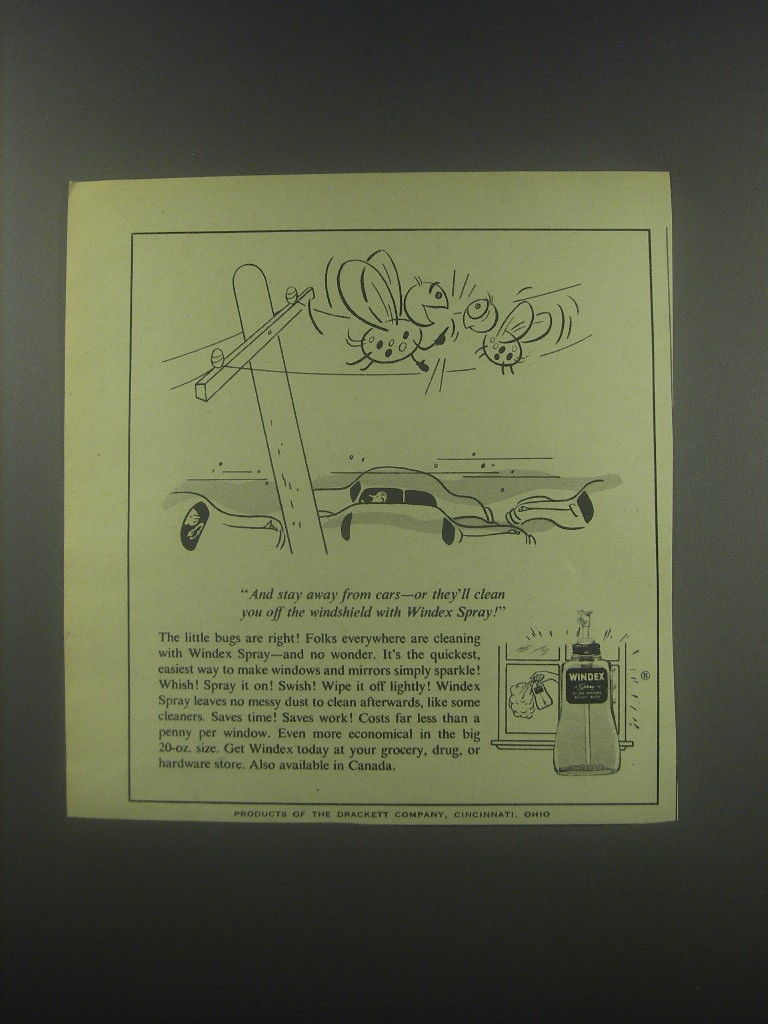 “And stay away from cars—or they'll clean
you off the windshield with Windex Spray!”
The little bugs are right! Folks everywhere are cleaning
with Windex Spray—and no wonder. It's the quickest,
easiest way to make windows and mirrors simply sparkle!
Whish! Spray it on! Swish! Wipe it off lightly! Windex
Spray leaves no messy dust to clean afterwards, like some
cleaners. Saves time! Saves work! Costs far less than a
penny per window. Even more economical in the big
20-oz. size. Get Windex today at your grocery, drug, or
hardware store. Also available in Canada.
WINDEX
Spray
®
PRODUCTS OF THE DRACKETT COMPANY, CINCINNATI, OHIO